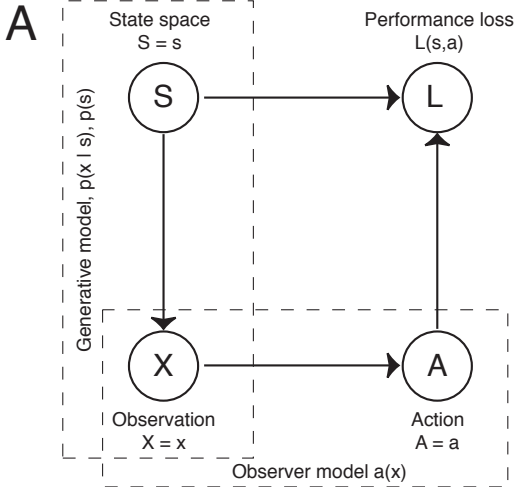 A
State space
S = s
Performance loss
L(s,a)
S
L
Generative model, p(x | s), p(s)
X
A
Observation
X = x
Action
A = a
Observer model a(x)